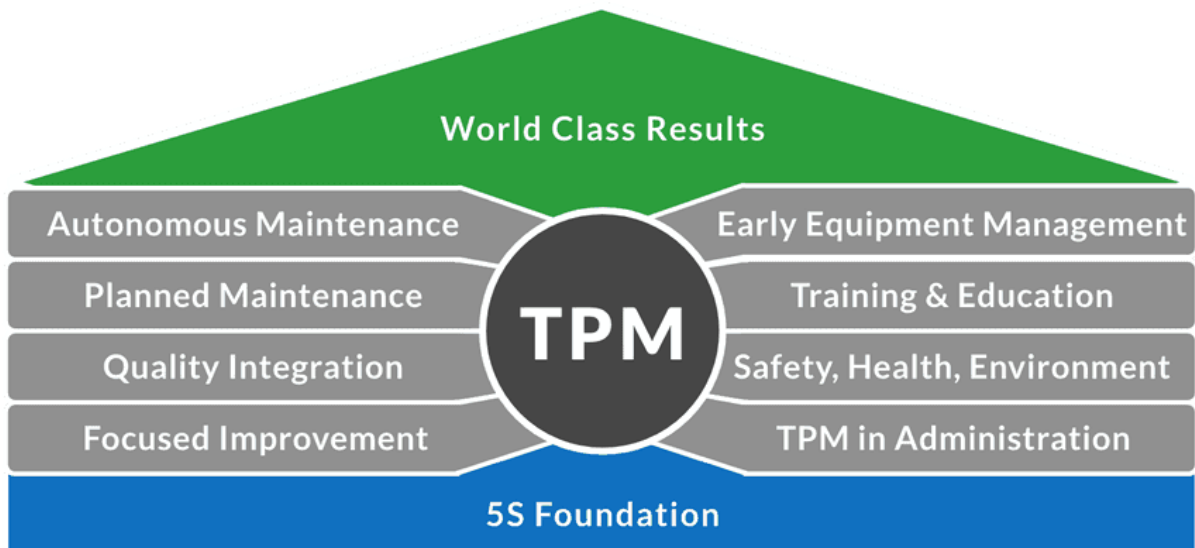 World Class Results
Autonomous Maintenance
Planned Maintenance
Quality Integration
Focused Improvement
TPM
Early Equipment Management
Training & Education
Safety, Health, Environment
TPM in Administration
5S Foundation